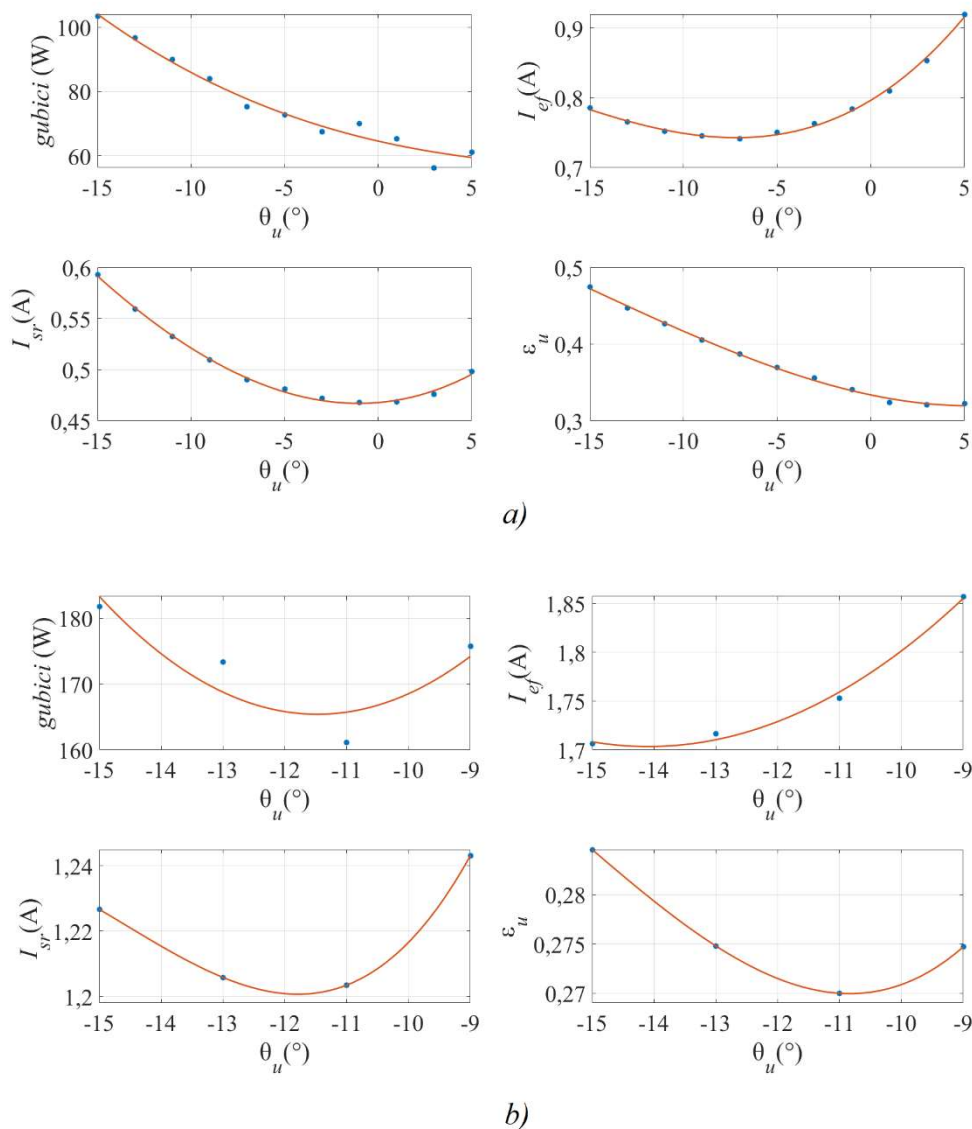 gubici (W)
100
80
60
-15 -10 -5 0 5
θu(°)
Ief(A)
0,9
0,8
0,7
-15 -10 -5 0 5
θu(°)
Isr(A)
0,6
0,55
0,5
0,45
-15 -10 -5 0 5
θu(°)
εu
0,5
0,4
0,3
-15 -10 -5 0 5
θu(°)
a)
gubici (W)
180
170
160
-15 -14 -13 -12 -11 -10 -9
θu(°)
Ief(A)
1,85
1,8
1,75
1,7
-15 -14 -13 -12 -11 -10 -9
θu(°)
Isr(A)
1,24
1,22
1,2
-15 -14 -13 -12 -11 -10 -9
θu(°)
εu
0,28
0,275
0,27
-15 -14 -13 -12 -11 -10 -9
θu(°)
b)